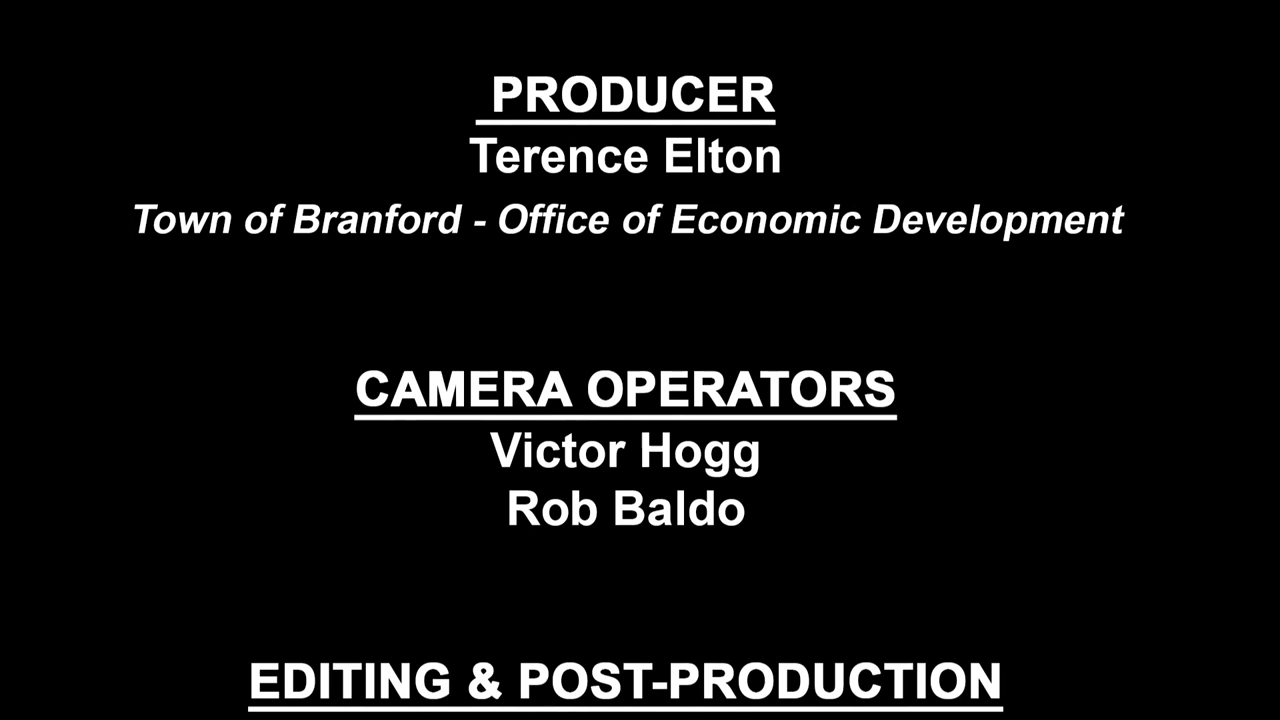 PRODUCER
Terence Elton
Town of Branford - Office of Economic Development
CAMERA OPERATORS
Victor Hogg
Rob Baldo
EDITING & POST-PRODUCTION